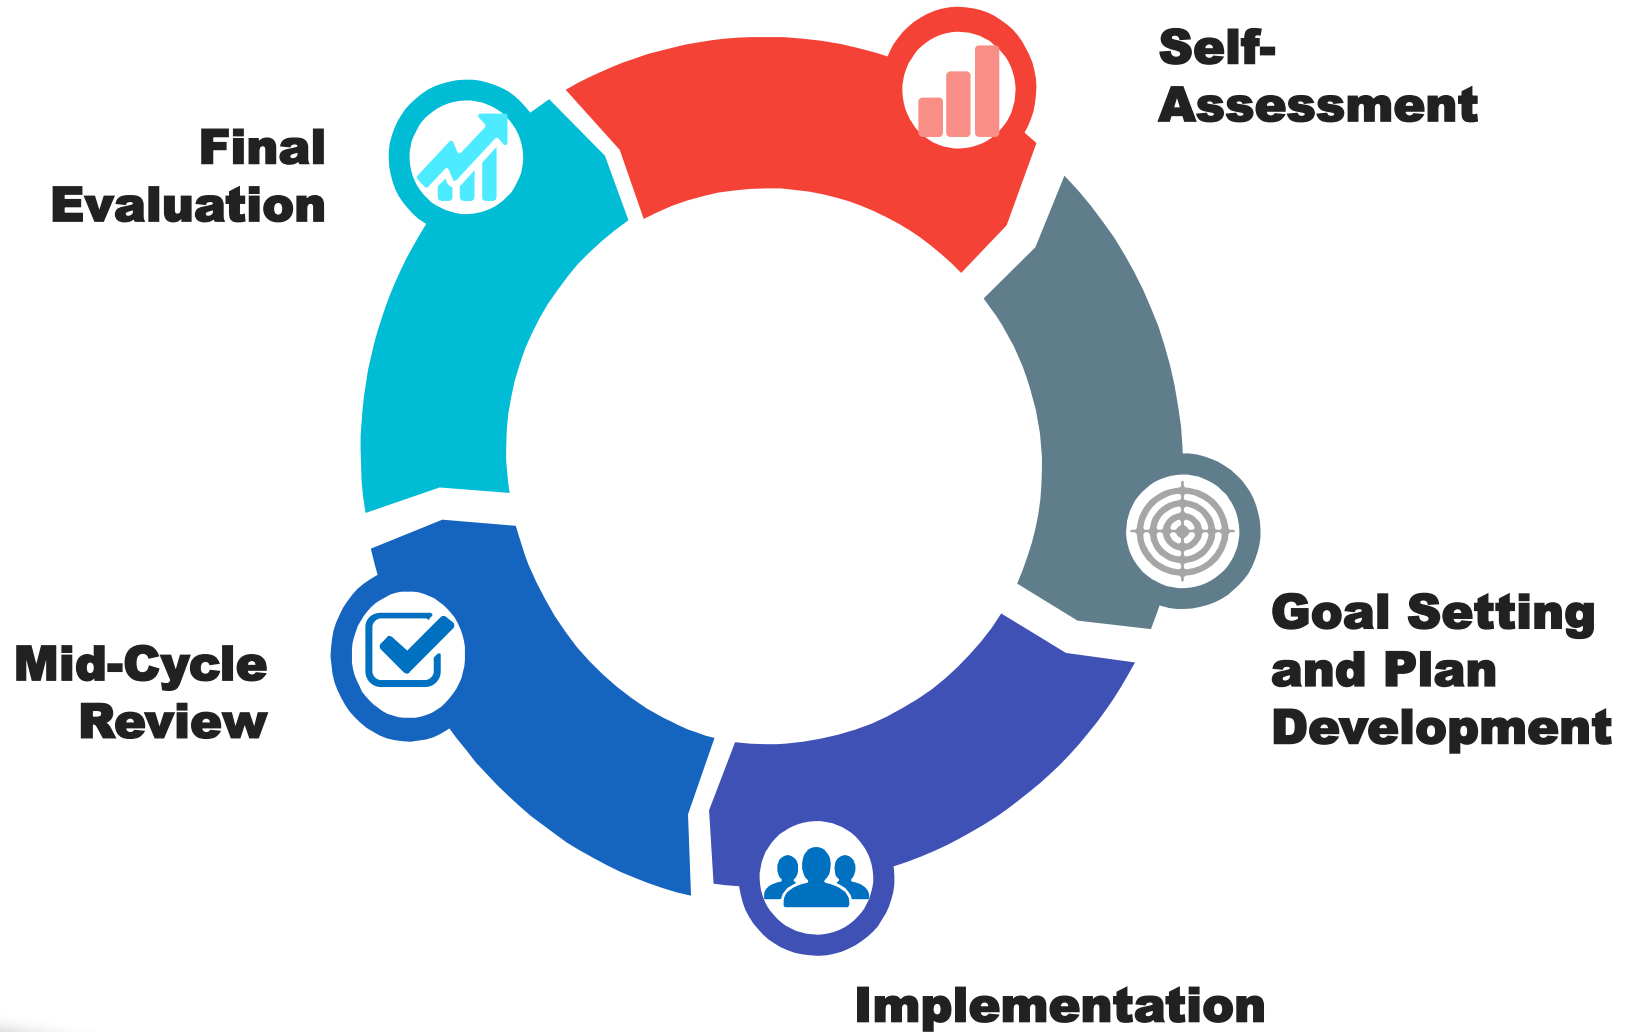 Self-
Assessment
Goal Setting
and Plan
Development
Implementation
Mid-Cycle
Review
Final
Evaluation